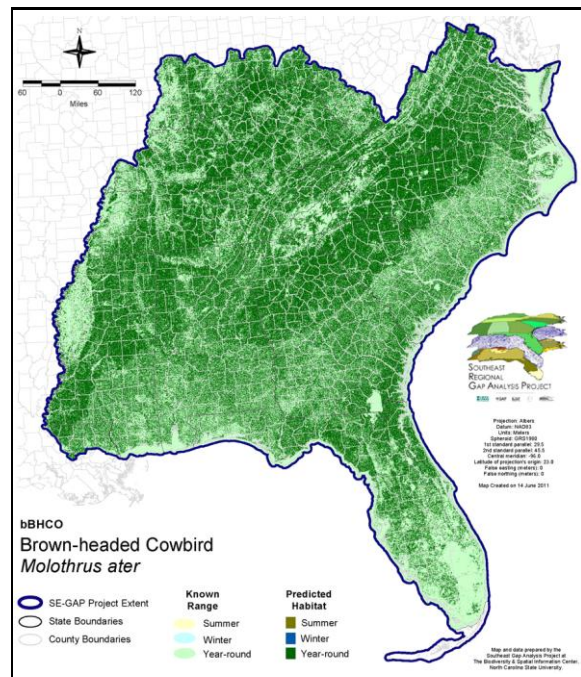 N
60 0 60 120
Miles
SOUTHEAST
REGIONAL
GAP ANALYSIS PROJECT
Projection: Albers
Datum: NAD83
Units: Meters
Spheroid: GRS1980
1st standard parallel: 29.5
2nd standard parallel: 45.5
Central meridian: -96.0
Latitude of projection's origin: 23.0
False easting (meters): 0
False northing (meters): 0
Map Created on 14 June 2011
bBHCO
Brown-headed Cowbird
Molothrus ater
SE-GAP Project Extent
State Boundaries
County Boundaries
Known
Range
Summer
Winter
Year-round
Predicted
Habitat
Summer
Winter
Year-round
Map and data prepared by the
Southeast Gap Analysis Project at
The Biodiversity & Spatial Information Center,
North Carolina State University.